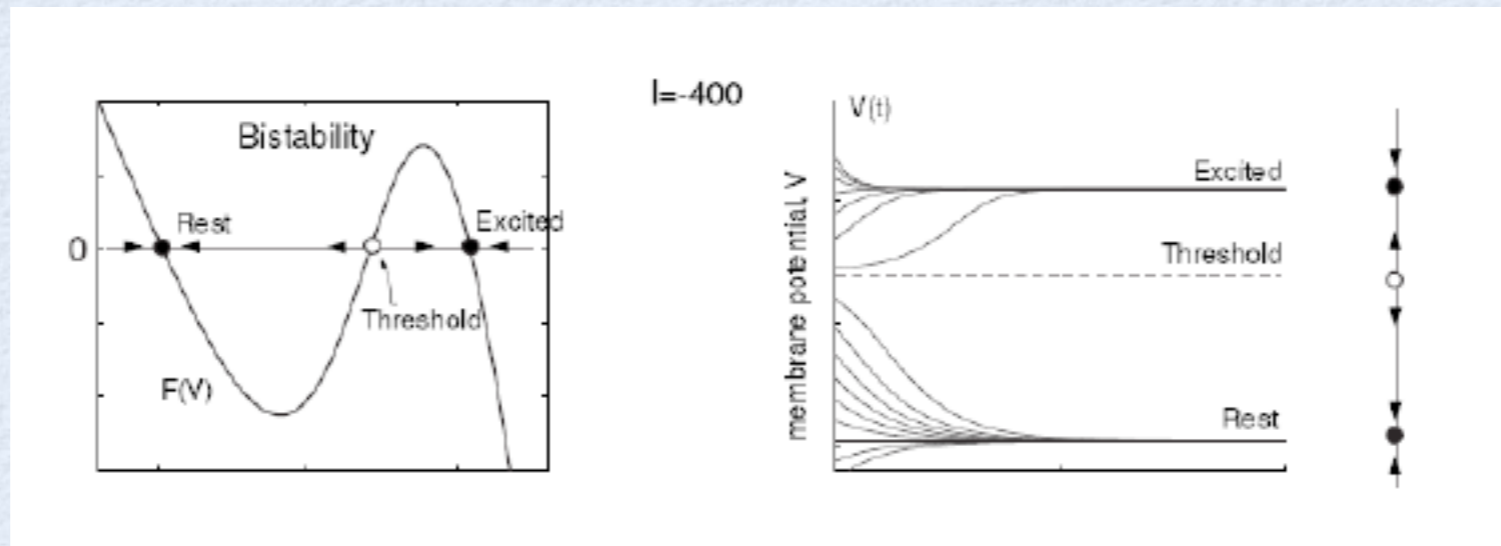 Bistability
Rest
Excited
0
Threshold
F(V)
I=-400
V(t)
membrane potential, V
Excited
Threshold
Rest